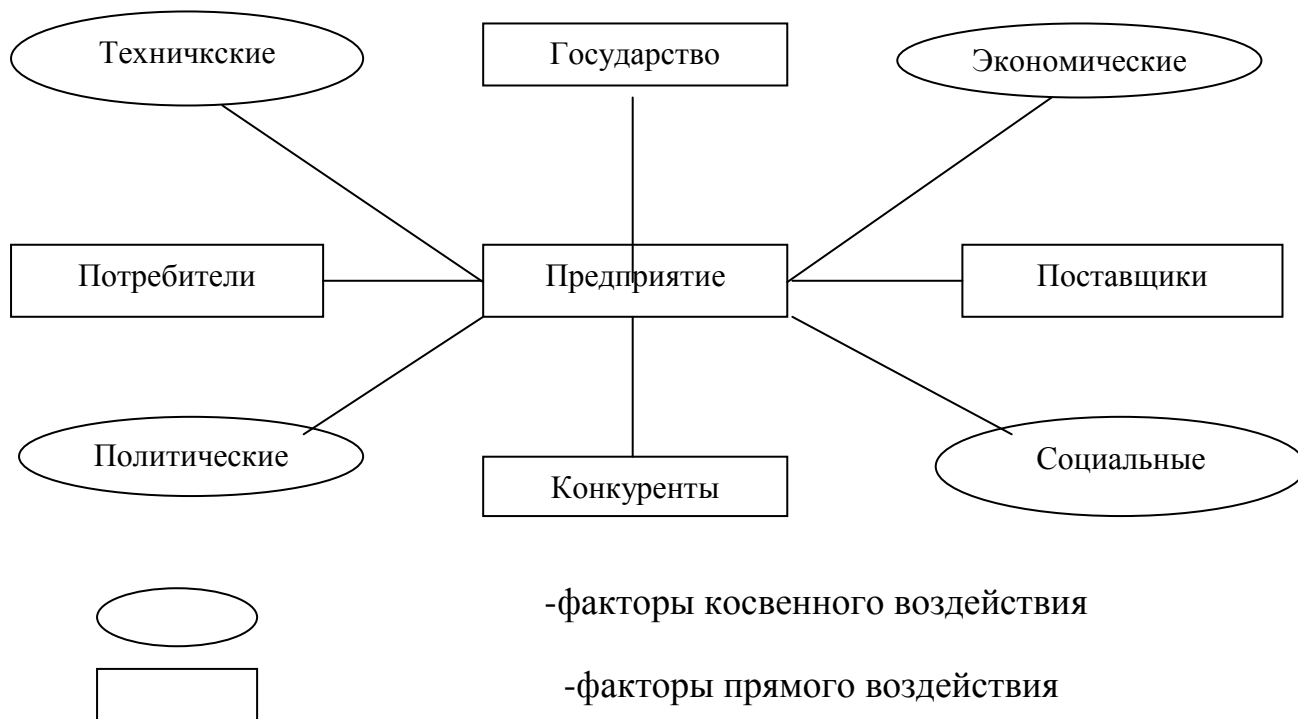 Техничкские
Государство
Экономические
Потребители
Предприятие
Поставщики
Политические
Конкуренты
Социальные
-факторы косвенного воздействия
-факторы прямого воздействия